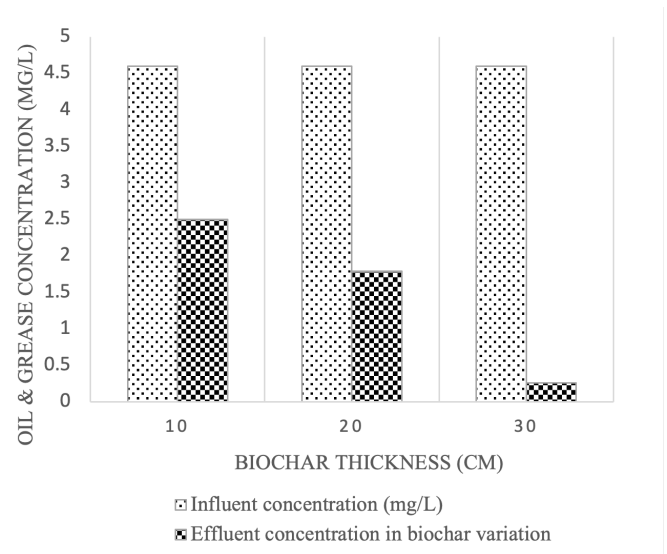 OIL & GREASE CONCENTRATION (MG/L)
5
4.5
4
3.5
3
2.5
2
1.5
1
0.5
0
10 20 30
BIOCHAR THICKNESS (CM)
Influent concentration (mg/L)
Effluent concentration in biochar variation